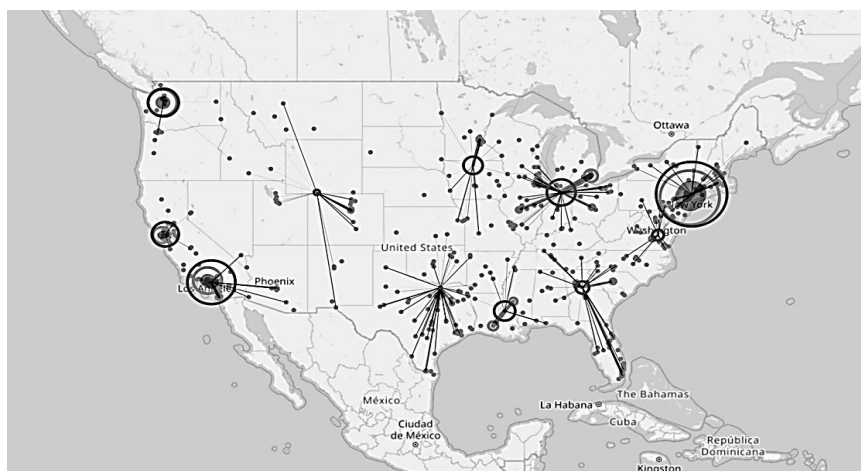 Ottawa
New York
Washington
United States
Los Angeles
Phoenix
México
Ciudad
de México
La Habana
The Bahamas
Cuba
República
Dominicana
Kingston